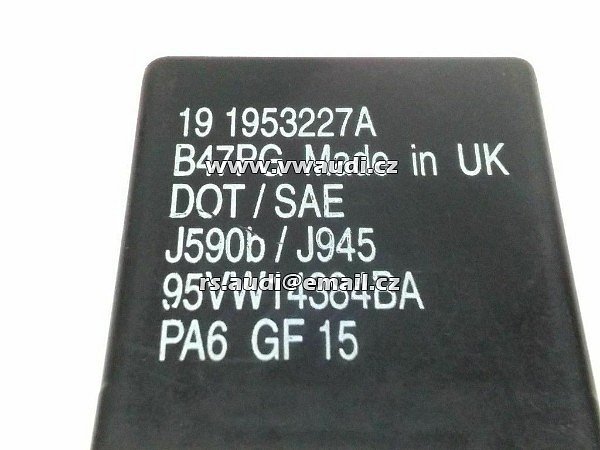 19 1953227A
B47RG Made in UK
www.vwaudi.cz
DOT / SAE
J590b / J945
rs.audi@email.cz
95VW14364BA
PA6 GF 15